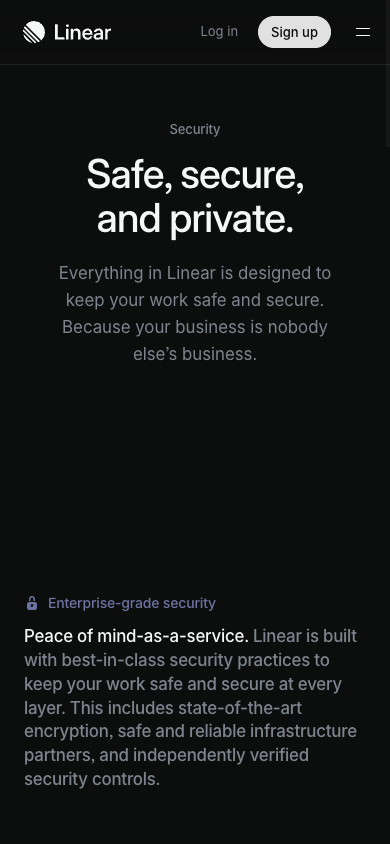 Linear
Log in
Sign up
Security
Safe, secure,
and private.
Everything in Linear is designed to
keep your work safe and secure.
Because your business is nobody
else’s business.
Enterprise-grade security
Peace of mind-as-a-service. Linear is built
with best-in-class security practices to
keep your work safe and secure at every
layer. This includes state-of-the-art
encryption, safe and reliable infrastructure
partners, and independently verified
security controls.